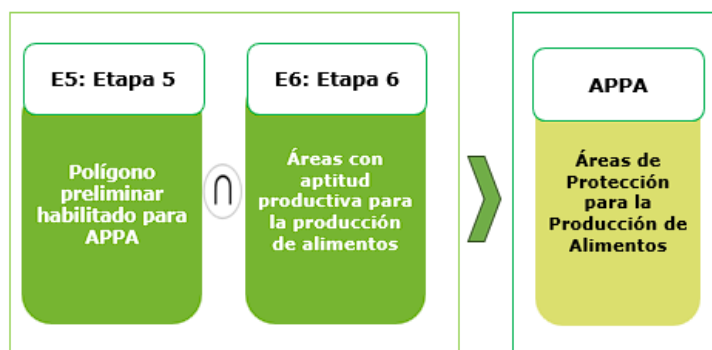 E5: Etapa 5
Polígono
preliminar
habilitado para
APPA
∩
E6: Etapa 6
Áreas con
aptitud
productiva para
la producción
de alimentos
APPA
Áreas de
Protección
para la
Producción de
Alimentos